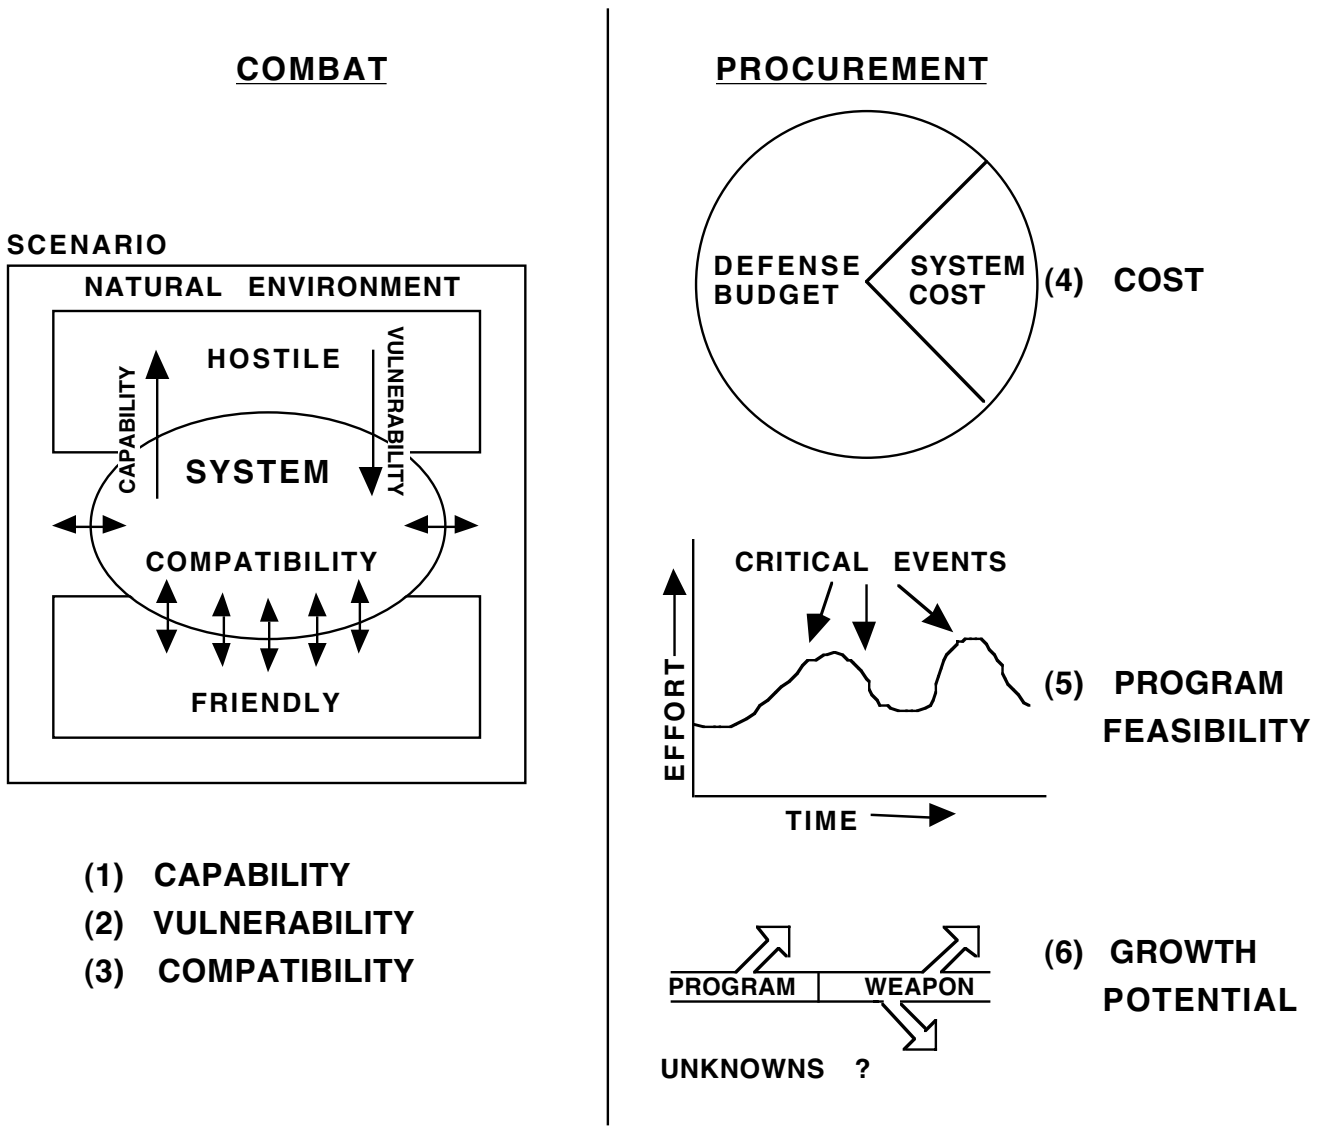 COMBAT
SCENARIO
NATURAL ENVIRONMENT
HOSTILE
CAPABILITY
VULNERABILITY
SYSTEM
COMPATIBILITY
FRIENDLY
(1) CAPABILITY
(2) VULNERABILITY
(3) COMPATIBILITY
PROCUREMENT
DEFENSE
BUDGET
SYSTEM
COST
(4) COST
CRITICAL EVENTS
EFFORT
TIME
(5) PROGRAM
FEASIBILITY
PROGRAM
WEAPON
UNKNOWNS ?
(6) GROWTH
POTENTIAL